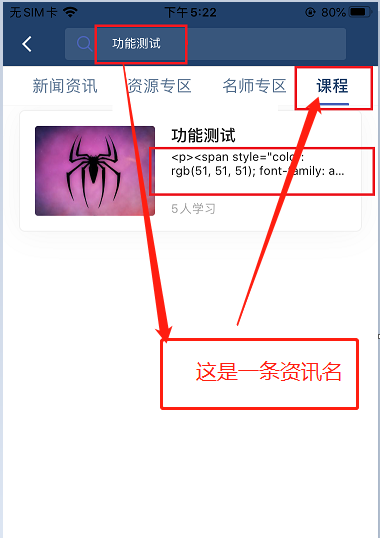 无SIM卡 下午5:22 80%
功能测试
新闻资讯 资源专区 名师专区 课程
功能测试
<p><span style="color:
rgb(51, 51, 51); font-family: a...
5人学习
这是一条资讯名